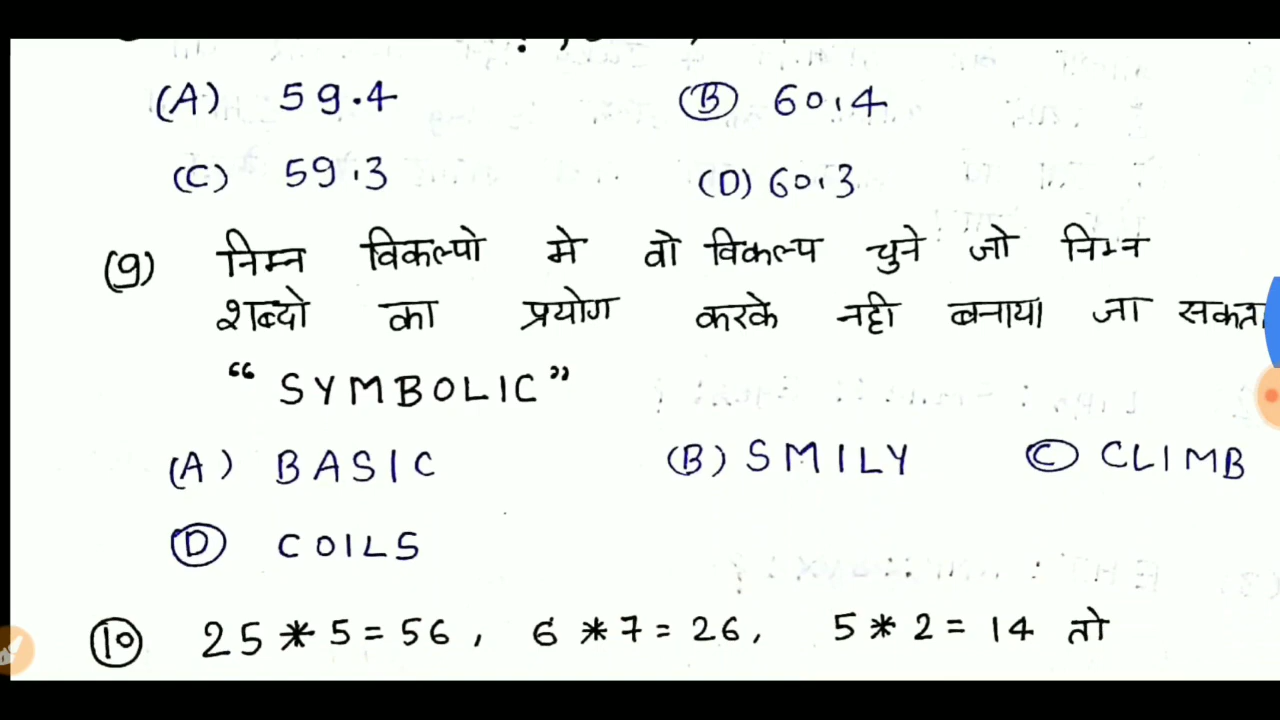 (A) 59.4 (B) 60.4
(C) 59.3 (D) 60.3
(9) निम्न विकल्पो मे वो विकल्प चुने जो निम्न
शब्दो का प्रयोग करके नही बनाया जा सकता
“SYMBOLIC”
(A) BASIC (B) SMILY (C) CLIMB
(D) COILS
(10) 25 * 5 = 56, 6 * 7 = 26, 5 * 2 = 14 तो